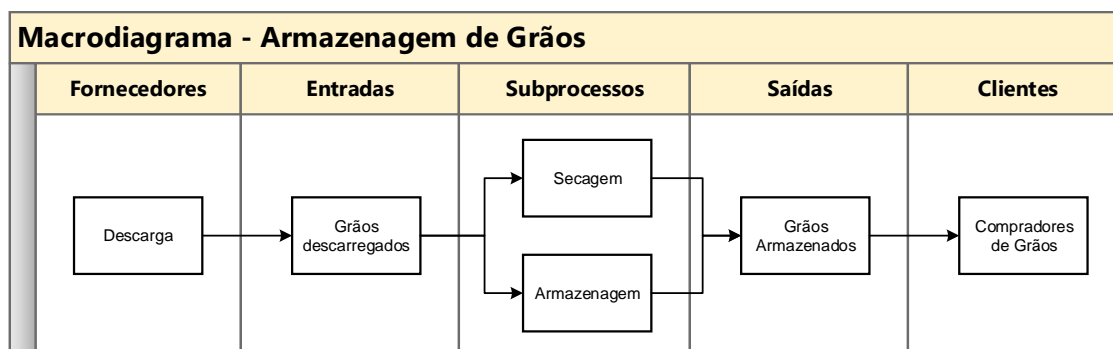 Macrodiagrama - Armazenagem de Grãos
Fornecedores
Entradas
Subprocessos
Saídas
Clientes
Descarga
Grãos
descarregados
Secagem
Armazenagem
Grãos
Armazenados
Compradores
de Grãos